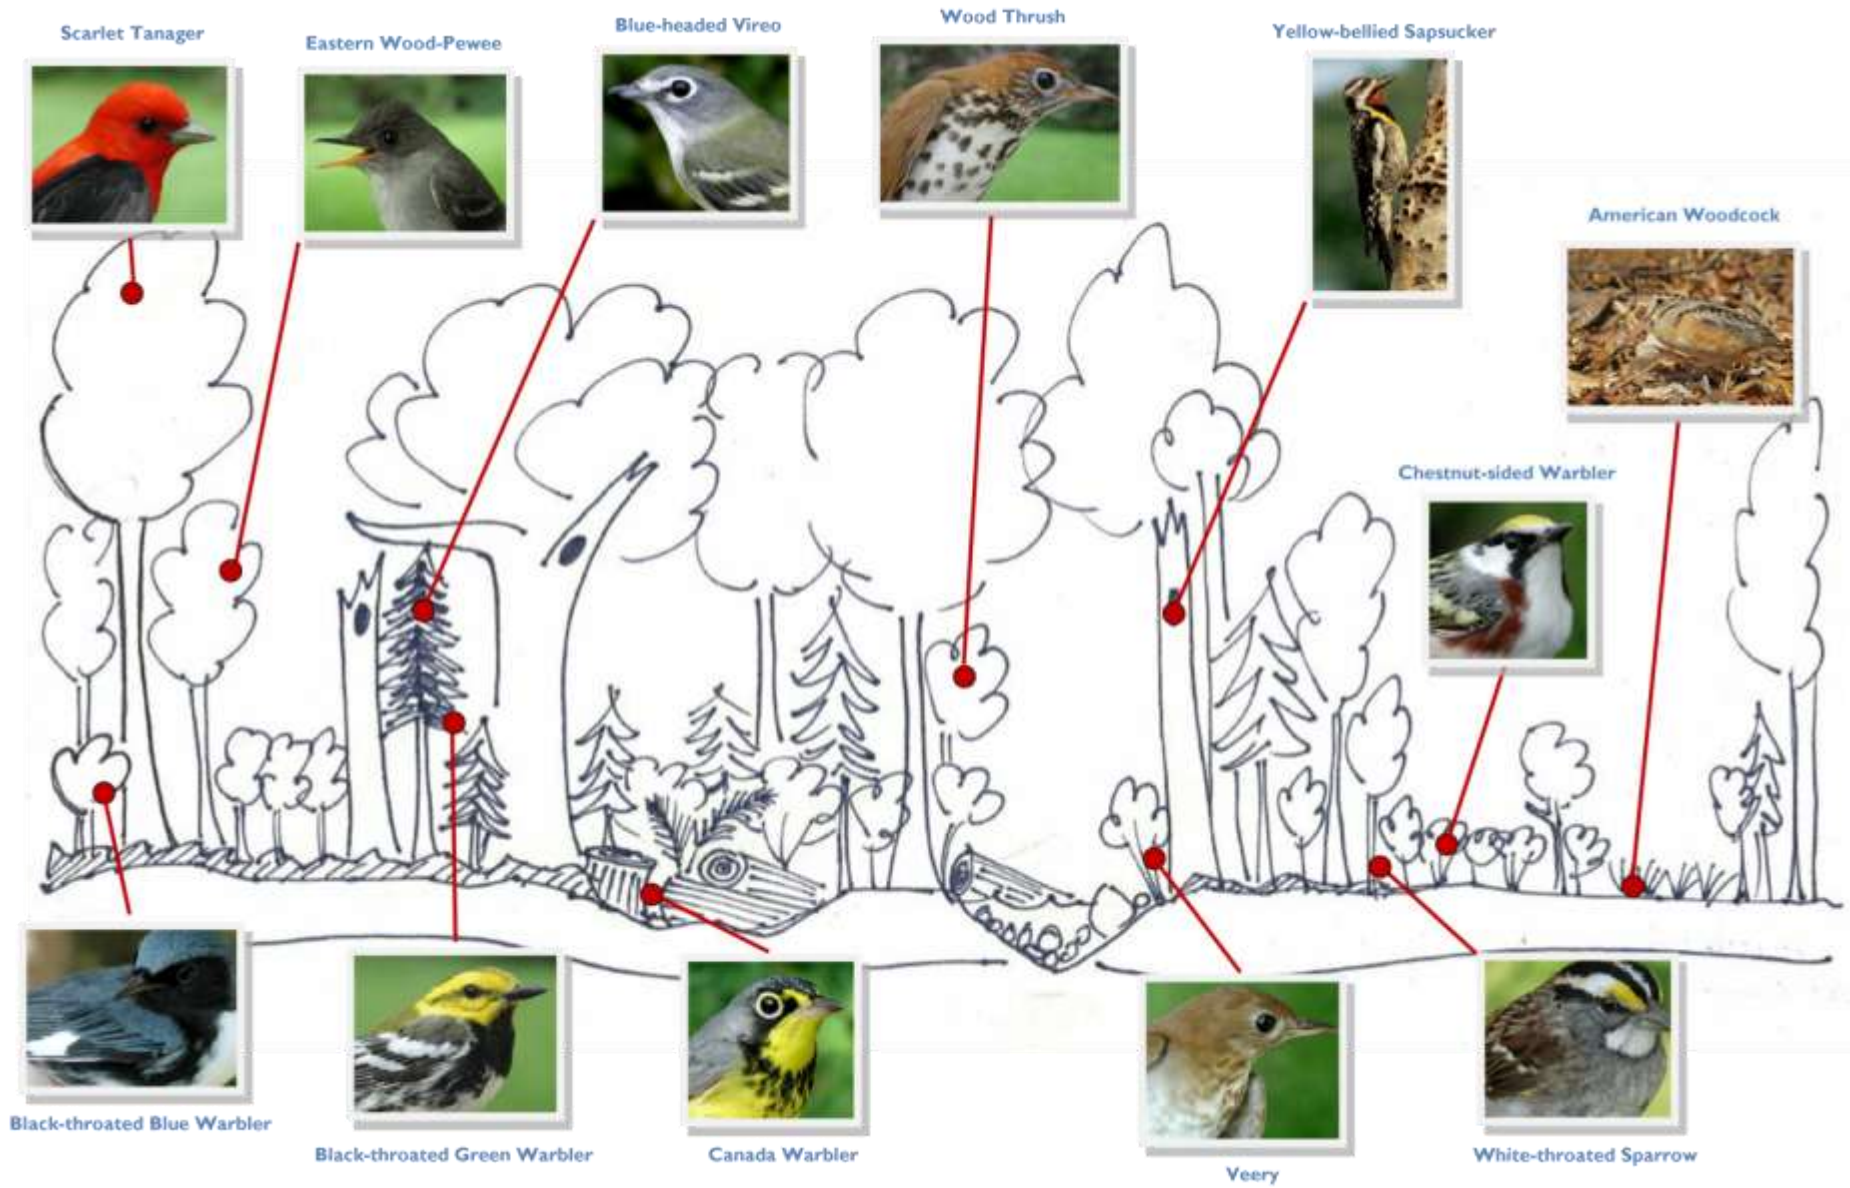 Scarlet Tanager
Eastern Wood-Pewee
Blue-headed Vireo
Wood Thrush
Yellow-bellied Sapsucker
American Woodcock
Chestnut-sided Warbler
Black-throated Blue Warbler
Black-throated Green Warbler
Canada Warbler
Veery
White-throated Sparrow